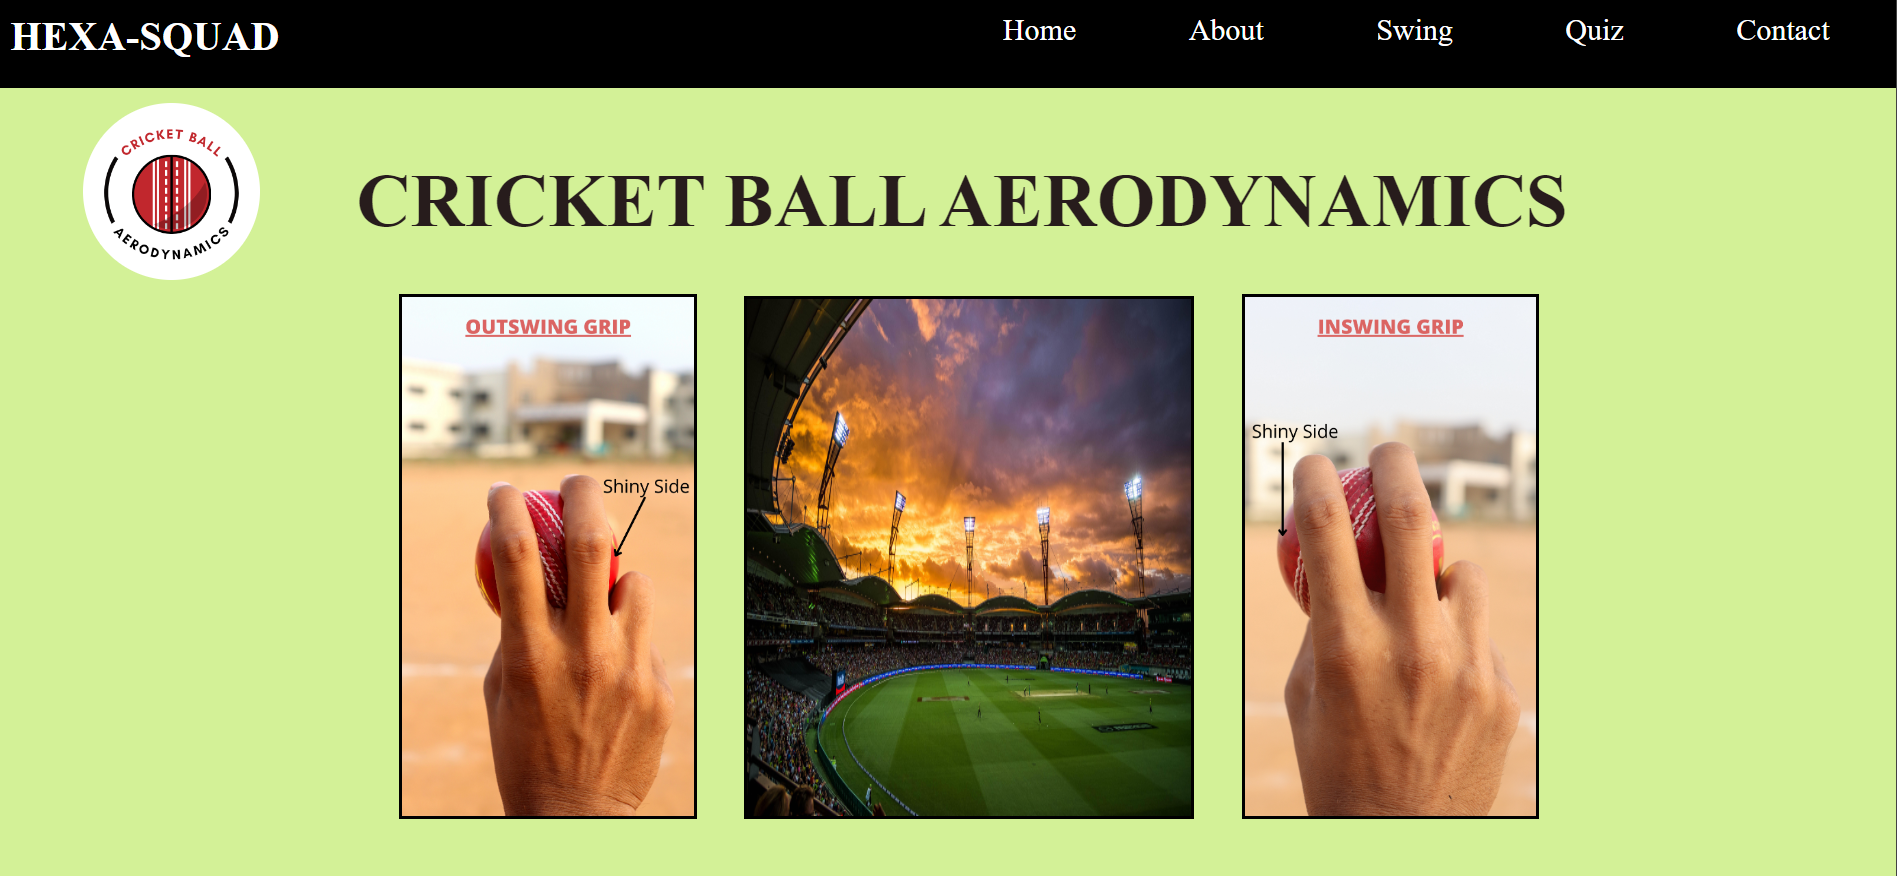 HEXA-SQUAD
Home
About
Swing
Quiz
Contact
CRICKET BALL
AERODYNAMICS
CRICKET BALL AERODYNAMICS
OUTSWING GRIP
Shiny Side
INSWING GRIP
Shiny Side